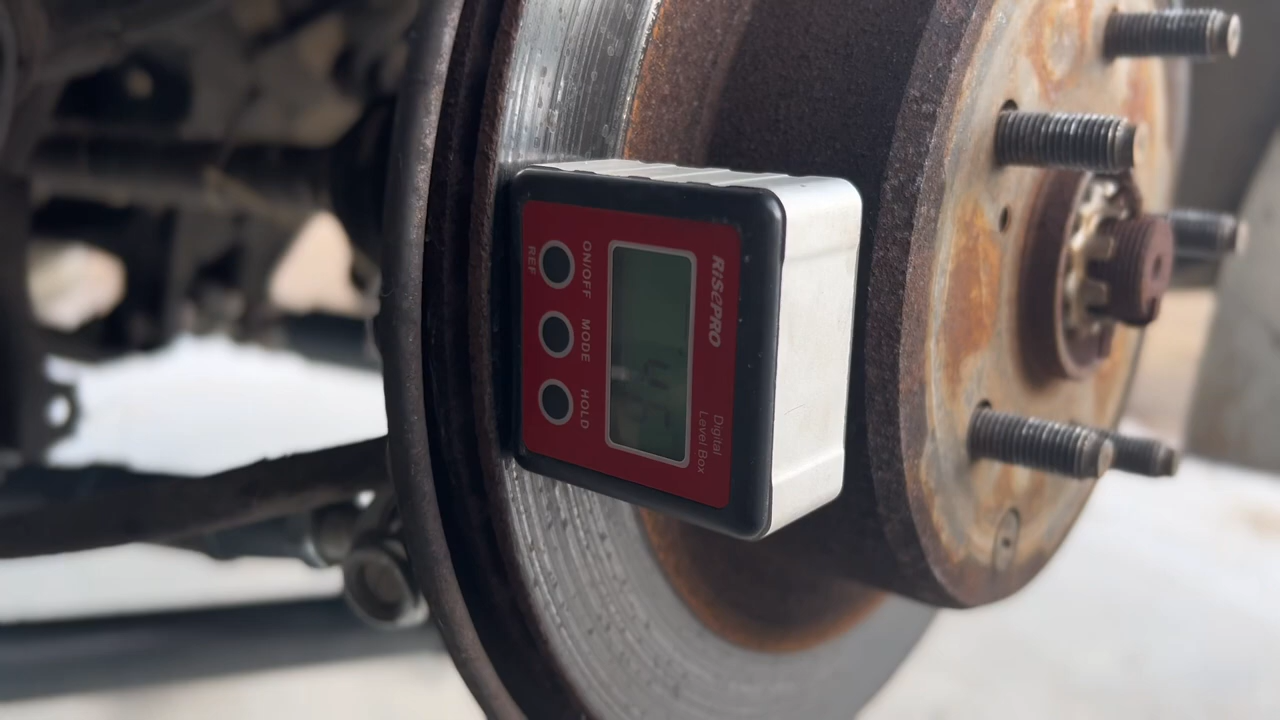 RISePRO
Digital
Level Box
ON/OFF
REF
MODE
HOLD